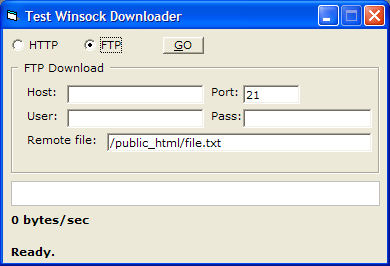 Test Winsock Downloader
HTTP FTP GO
FTP Download
Host: Port: 21
User: Pass:
Remote file: /public_html/file.txt
0 bytes/sec
Ready.